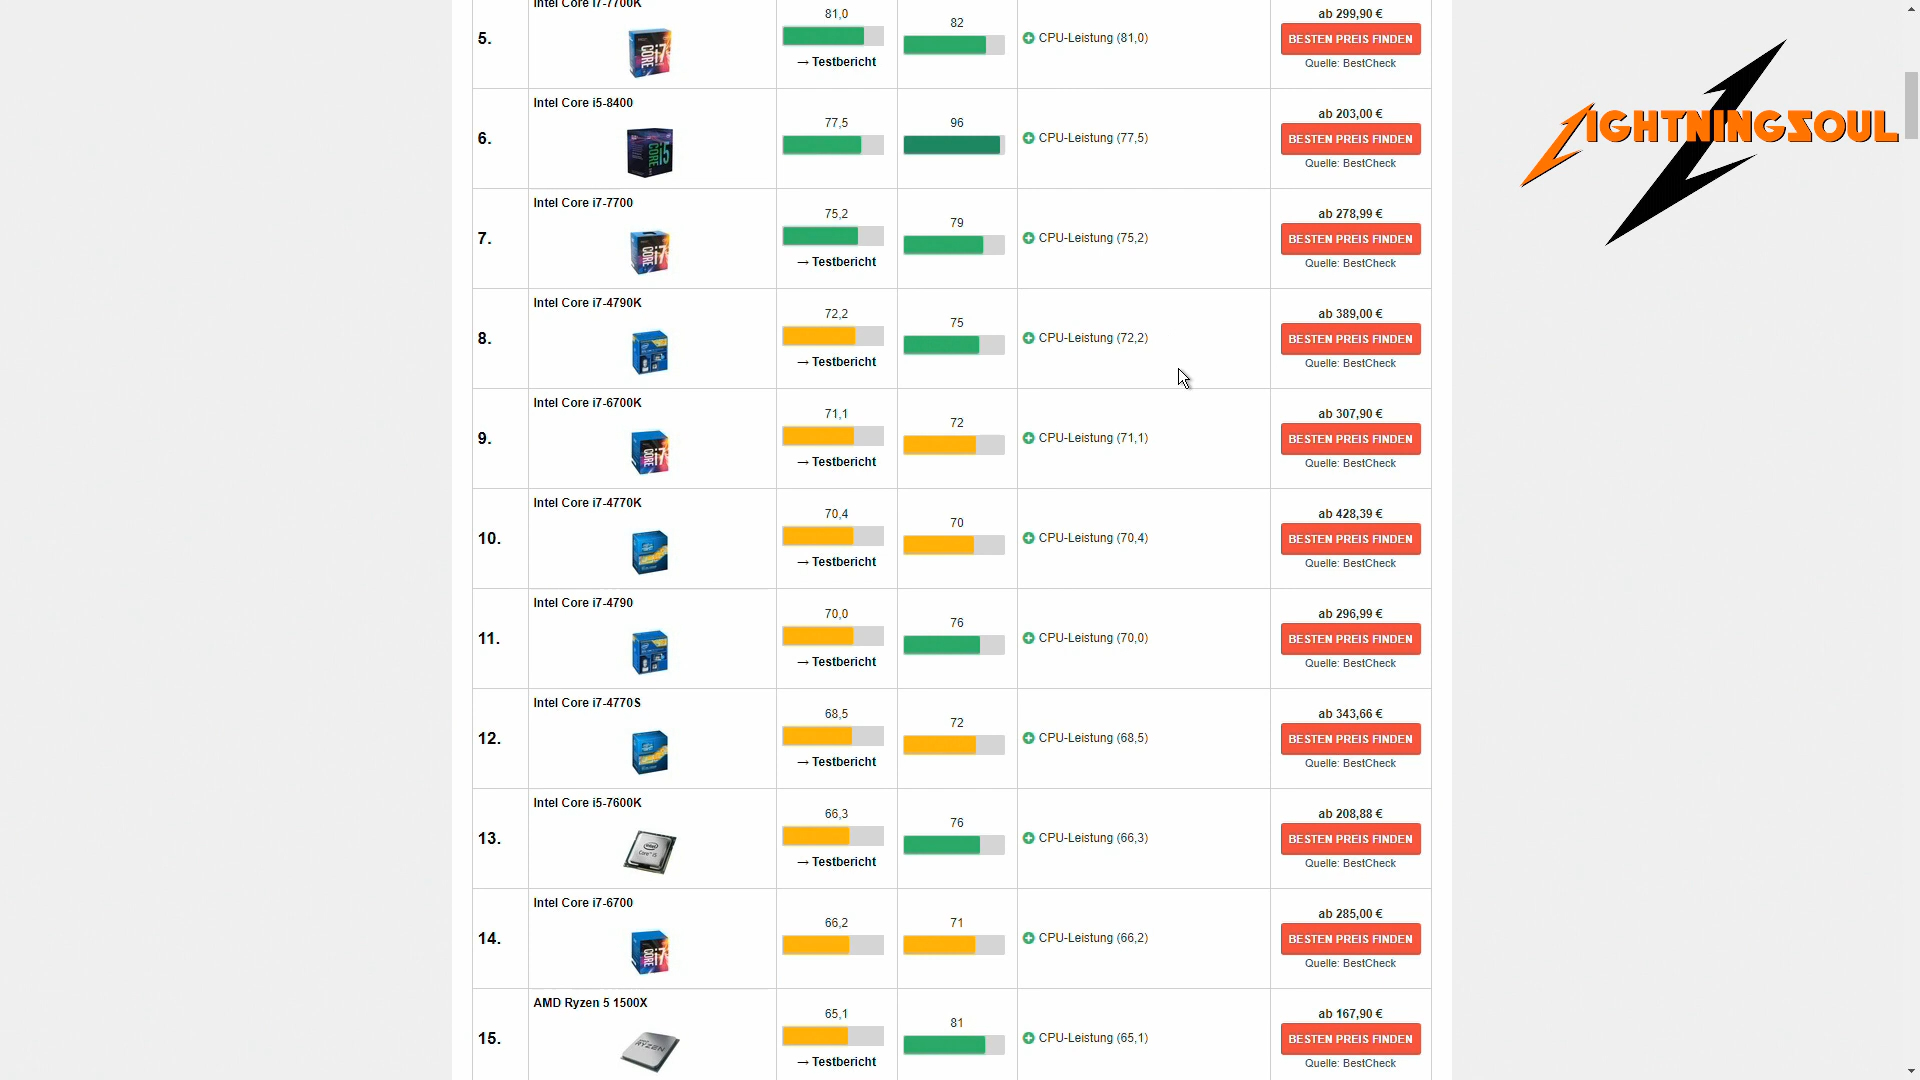 Intel Core i7-7700K
5.
81,0
→ Testbericht
82
CPU-Leistung (81,0)
ab 299,90 €
BESTEN PREIS FINDEN
Quelle: BestCheck
LIGHTNINGSOUL
Intel Core i5-8400
6.
77,5
96
CPU-Leistung (77,5)
ab 203,00 €
BESTEN PREIS FINDEN
Quelle: BestCheck
Intel Core i7-7700
7.
75,2
→ Testbericht
79
CPU-Leistung (75,2)
ab 278,99 €
BESTEN PREIS FINDEN
Quelle: BestCheck
Intel Core i7-4790K
8.
72,2
→ Testbericht
75
CPU-Leistung (72,2)
ab 389,00 €
BESTEN PREIS FINDEN
Quelle: BestCheck
Intel Core i7-6700K
9.
71,1
→ Testbericht
72
CPU-Leistung (71,1)
ab 307,90 €
BESTEN PREIS FINDEN
Quelle: BestCheck
Intel Core i7-4770K
10.
70,4
→ Testbericht
70
CPU-Leistung (70,4)
ab 428,39 €
BESTEN PREIS FINDEN
Quelle: BestCheck
Intel Core i7-4790
11.
70,0
→ Testbericht
76
CPU-Leistung (70,0)
ab 296,99 €
BESTEN PREIS FINDEN
Quelle: BestCheck
Intel Core i7-4770S
12.
68,5
→ Testbericht
72
CPU-Leistung (68,5)
ab 343,66 €
BESTEN PREIS FINDEN
Quelle: BestCheck
Intel Core i5-7600K
13.
66,3
→ Testbericht
76
CPU-Leistung (66,3)
ab 208,88 €
BESTEN PREIS FINDEN
Quelle: BestCheck
Intel Core i7-6700
14.
66,2
71
CPU-Leistung (66,2)
ab 285,00 €
BESTEN PREIS FINDEN
Quelle: BestCheck
AMD Ryzen 5 1500X
15.
65,1
→ Testbericht
81
CPU-Leistung (65,1)
ab 167,90 €
BESTEN PREIS FINDEN
Quelle: BestCheck